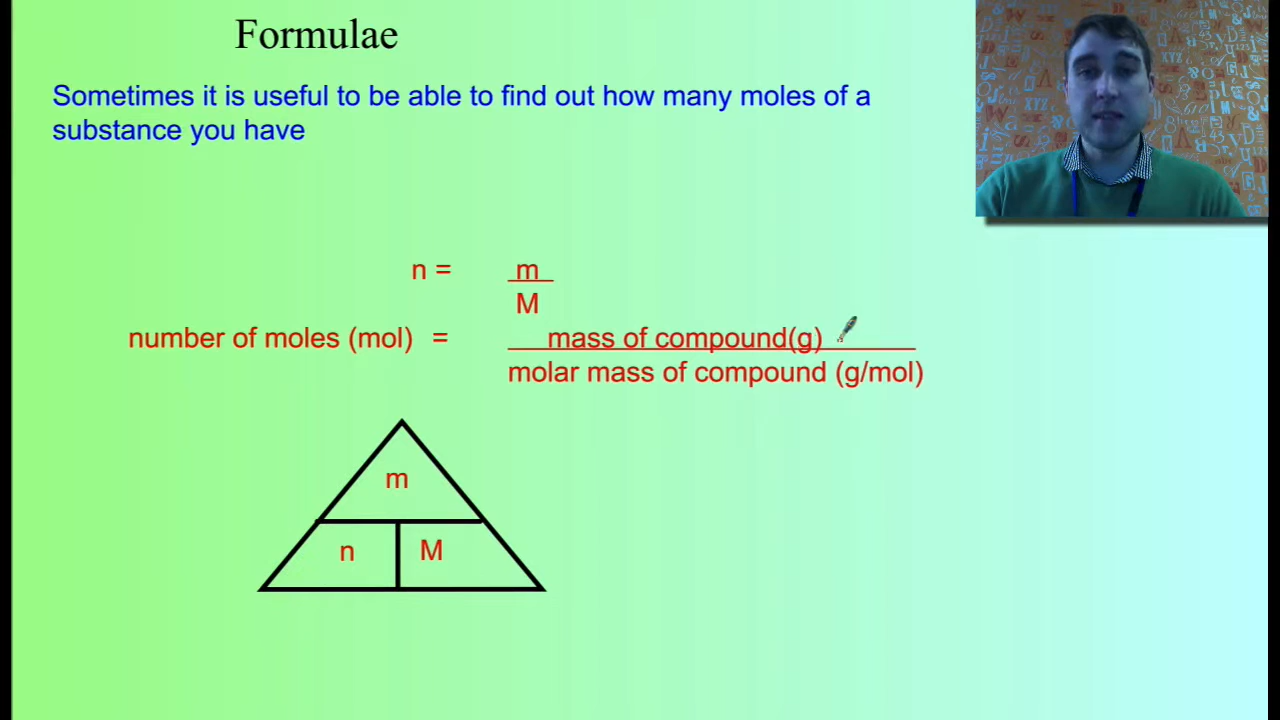 Formulae
Sometimes it is useful to be able to find out how many moles of a
substance you have
n = m
M
number of moles (mol) = mass of compound(g)
molar mass of compound (g/mol)
m
n M